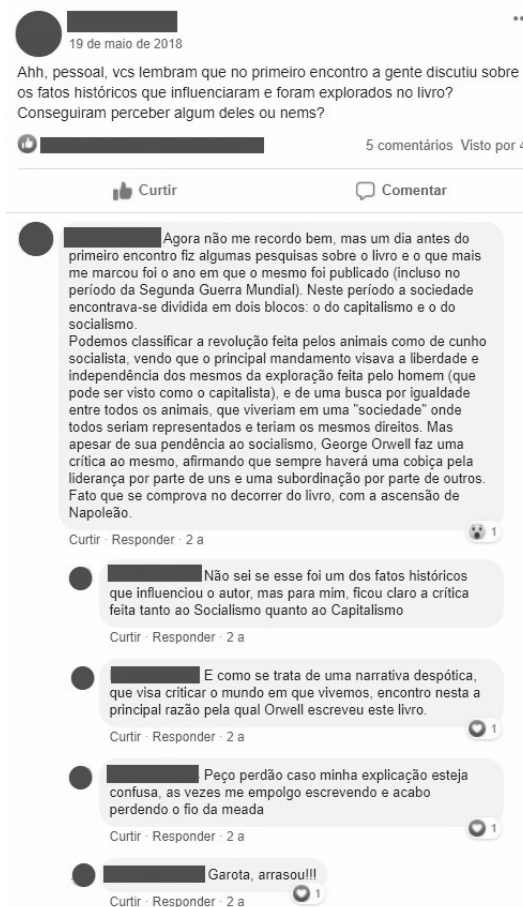 19 de maio de 2018
Ahh, pessoal, vcs lembram que no primeiro encontro a gente discutiu sobre
os fatos históricos que influenciaram e foram explorados no livro?
Conseguiram perceber algum deles ou nems?
5 comentários Visto por 4
Curtir Comentar
Agora não me recordo bem, mas um dia antes do
primeiro encontro fiz algumas pesquisas sobre o livro e o que mais
me marcou foi o ano em que o mesmo foi publicado (incluso no
período da Segunda Guerra Mundial). Neste período a sociedade
encontrava-se dividida em dois blocos: o do capitalismo e o do
socialismo.
Podemos classificar a revolução feita pelos animais como de cunho
socialista, vendo que o principal mandamento visava a liberdade e
independência dos mesmos da exploração feita pelo homem (que
pode ser visto como o capitalista), e de uma busca por igualdade
entre todos os animais, que viveriam em uma "sociedade" onde
todos seriam representados e teriam os mesmos direitos. Mas
apesar de sua pendência ao socialismo, George Orwell faz uma
crítica ao mesmo, afirmando que sempre haverá uma cobiça pela
liderança por parte de uns e uma subordinação por parte de outros.
Fato que se comprova no decorrer do livro, com a ascensão de
Napoleão.
1
Curtir · Responder · 2 a
Não sei se esse foi um dos fatos históricos
que influenciou o autor, mas para mim, ficou claro a crítica
feita tanto ao Socialismo quanto ao Capitalismo
Curtir · Responder · 2 a
E como se trata de uma narrativa despótica,
que visa criticar o mundo em que vivemos, encontro nesta a
principal razão pela qual Orwell escreveu este livro.
1
Curtir · Responder · 2 a
Peço perdão caso minha explicação esteja
confusa, as vezes me empolgo escrevendo e acabo
perdendo o fio da meada
1
Curtir · Responder · 2 a
Garota, arrasou!!!
1
Curtir · Responder · 2 a